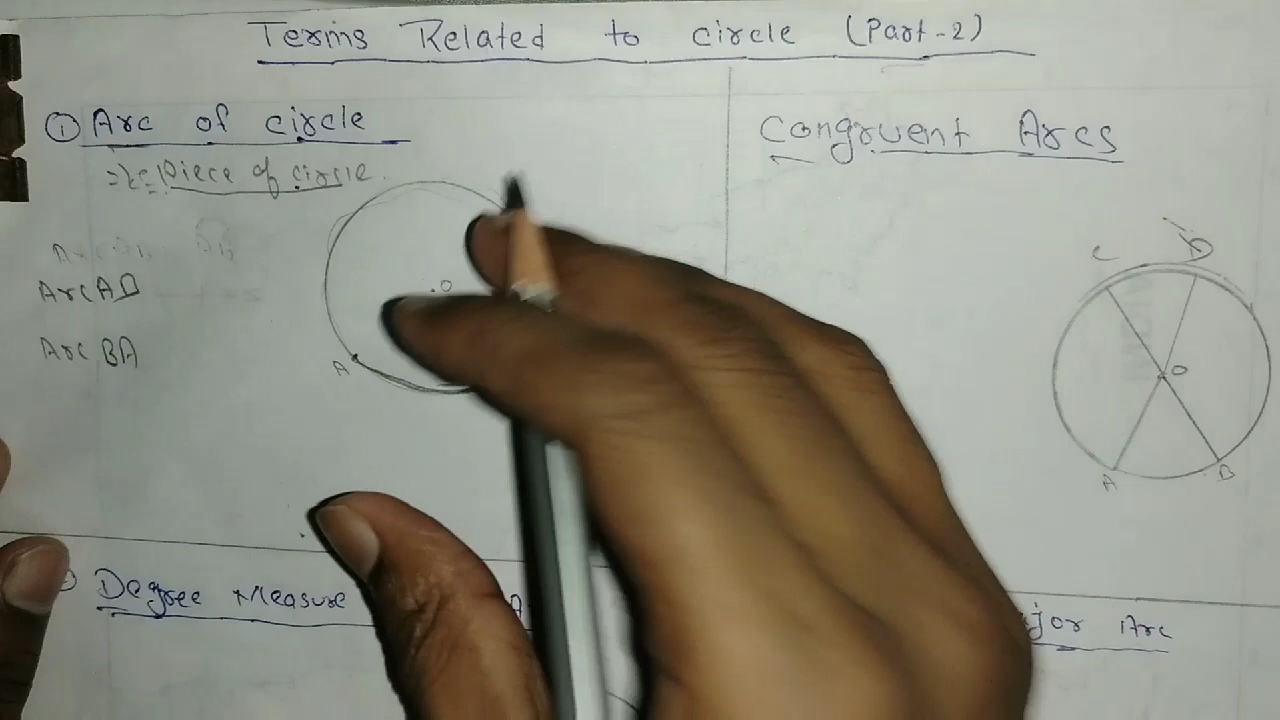 Terms Related to circle (Part-2)
① Arc of circle
Piece of circle.
Arc AB
Arc BA
.O
A
Congruent Arcs
C D
O
A B
Degree Measure
jor Arc